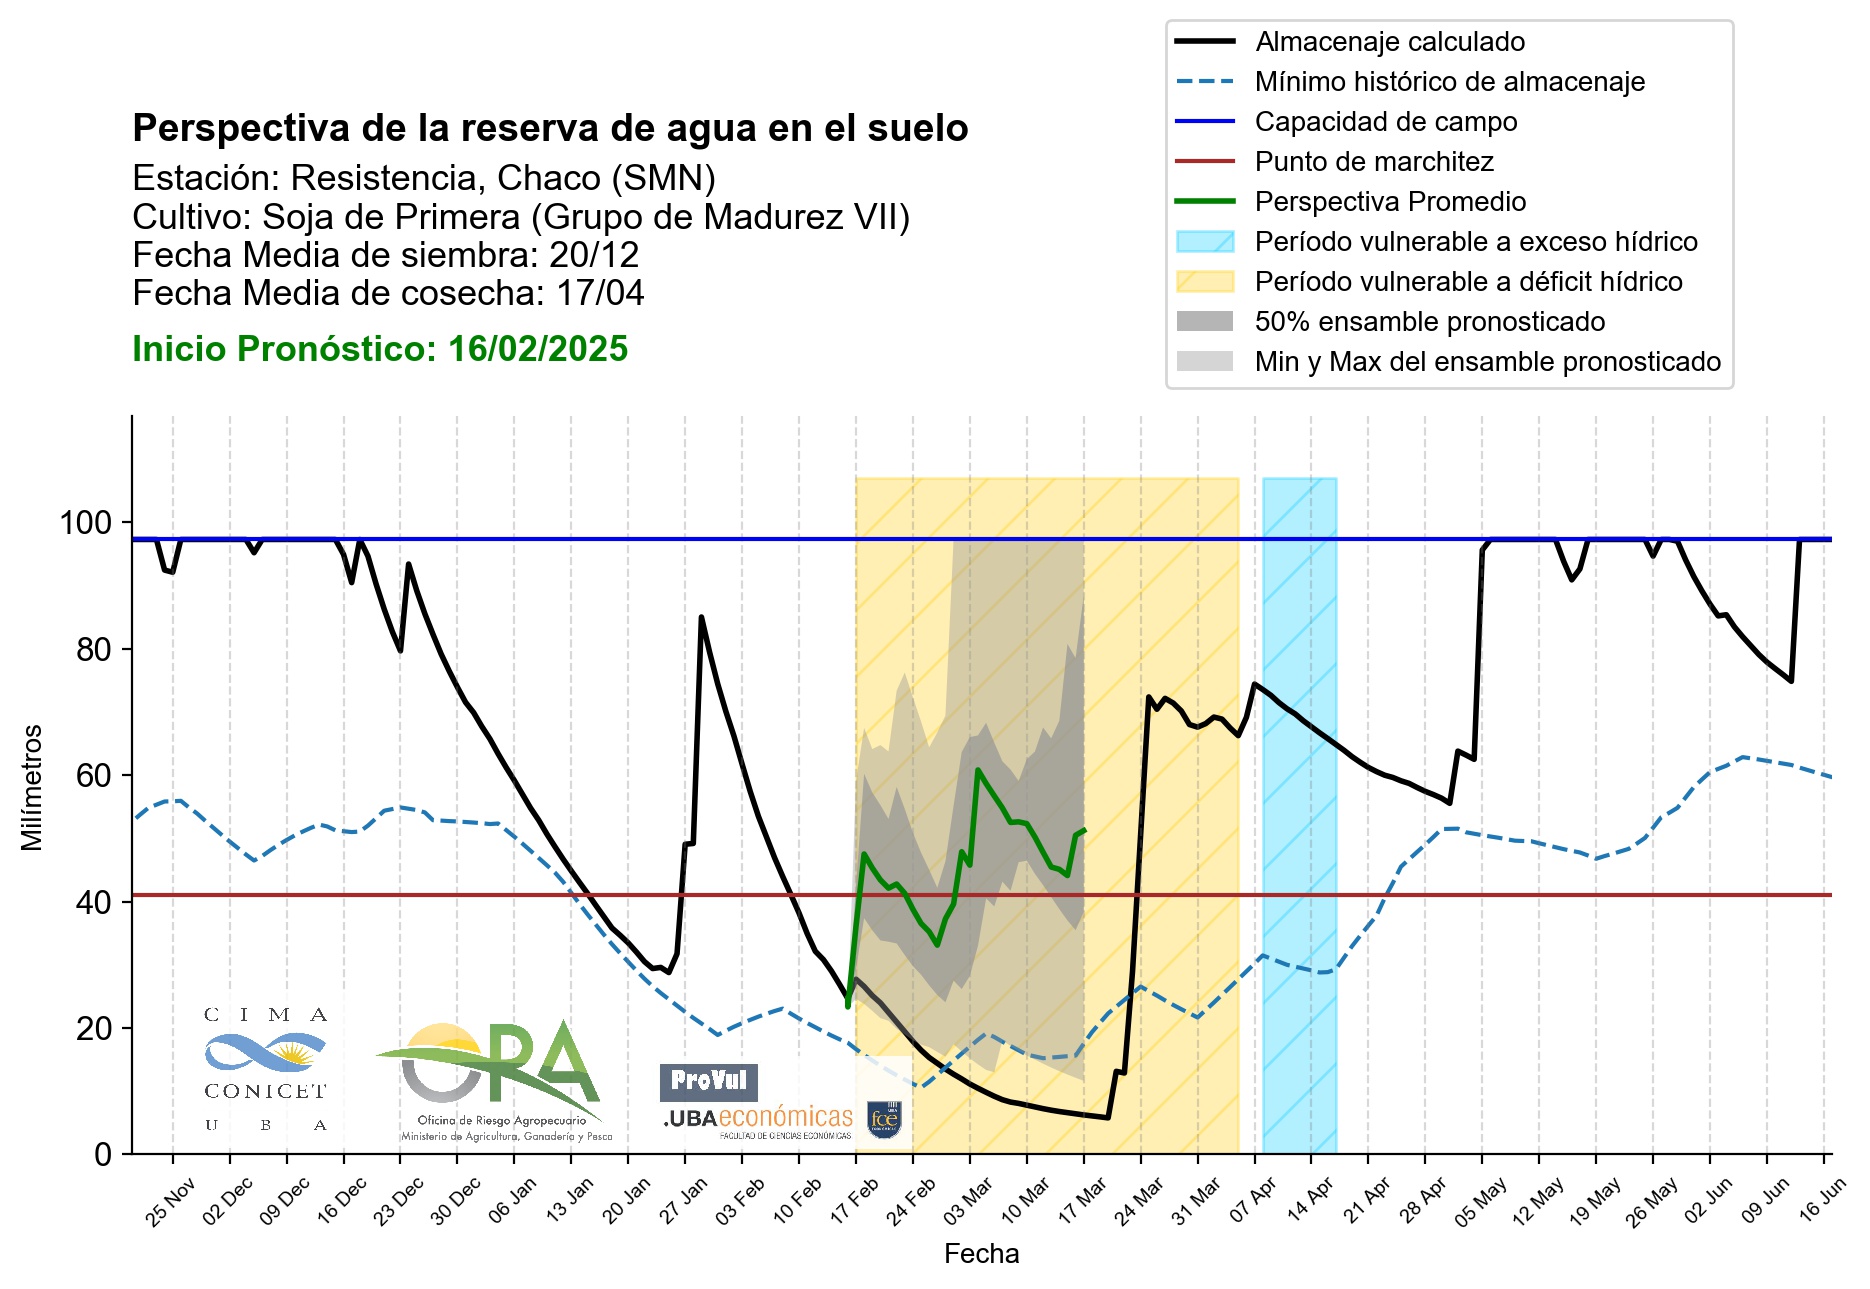 Almacenaje calculado
Mínimo histórico de almacenaje
Capacidad de campo
Punto de marchitez
Perspectiva Promedio
Período vulnerable a exceso hídrico
Período vulnerable a déficit hídrico
50% ensamble pronosticado
Min y Max del ensamble pronosticado
Perspectiva de la reserva de agua en el suelo
Estación: Resistencia, Chaco (SMN)
Cultivo: Soja de Primera (Grupo de Madurez VII)
Fecha Media de siembra: 20/12
Fecha Media de cosecha: 17/04
Inicio Pronóstico: 16/02/2025
Milímetros
100
80
60
40
20
0
CIMA
CONICET
UBA
ORA
Oficina de Riesgo Agropecuario
Ministerio de Agricultura, Ganadería y Pesca
ProVul
.UBAeconómicas
FACULTAD DE CIENCIAS ECONÓMICAS
UBA
fce
ECONÓMICAS
25 Nov
02 Dec
09 Dec
16 Dec
23 Dec
30 Dec
06 Jan
13 Jan
20 Jan
27 Jan
03 Feb
10 Feb
17 Feb
24 Feb
03 Mar
10 Mar
17 Mar
24 Mar
31 Mar
07 Apr
14 Apr
21 Apr
28 Apr
05 May
12 May
19 May
26 May
02 Jun
09 Jun
16 Jun
Fecha